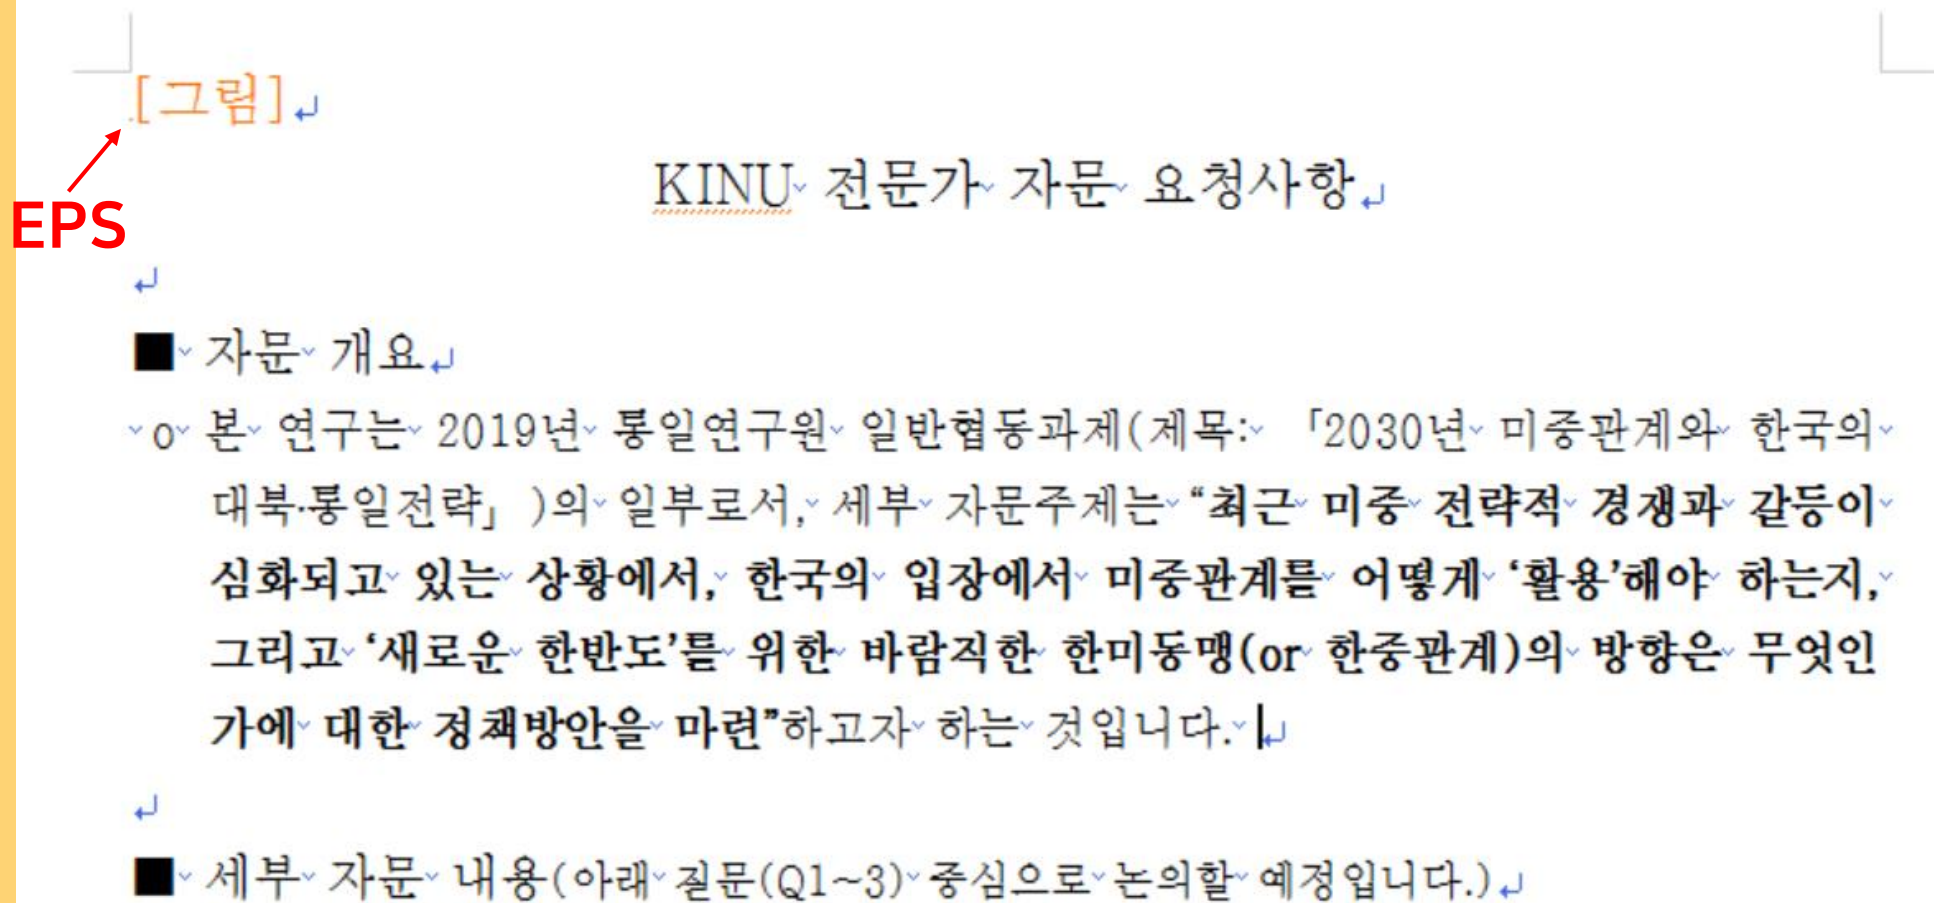 [그림]
EPS
KINU 전문가 자문 요청사항
■ 자문 개요
o 본 연구는 2019년 통일연구원 일반협동과제(제목: 「2030년 미중관계와 한국의
대북·통일전략」)의 일부로서, 세부 자문주제는 “최근 미중 전략적 경쟁과 갈등이
심화되고 있는 상황에서, 한국의 입장에서 미중관계를 어떻게 ‘활용’해야 하는지,
그리고 ‘새로운 한반도’를 위한 바람직한 한미동맹(or 한중관계)의 방향은 무엇인
가에 대한 정책방안을 마련”하고자 하는 것입니다.
■ 세부 자문 내용(아래 질문(Q1~3) 중심으로 논의할 예정입니다.)